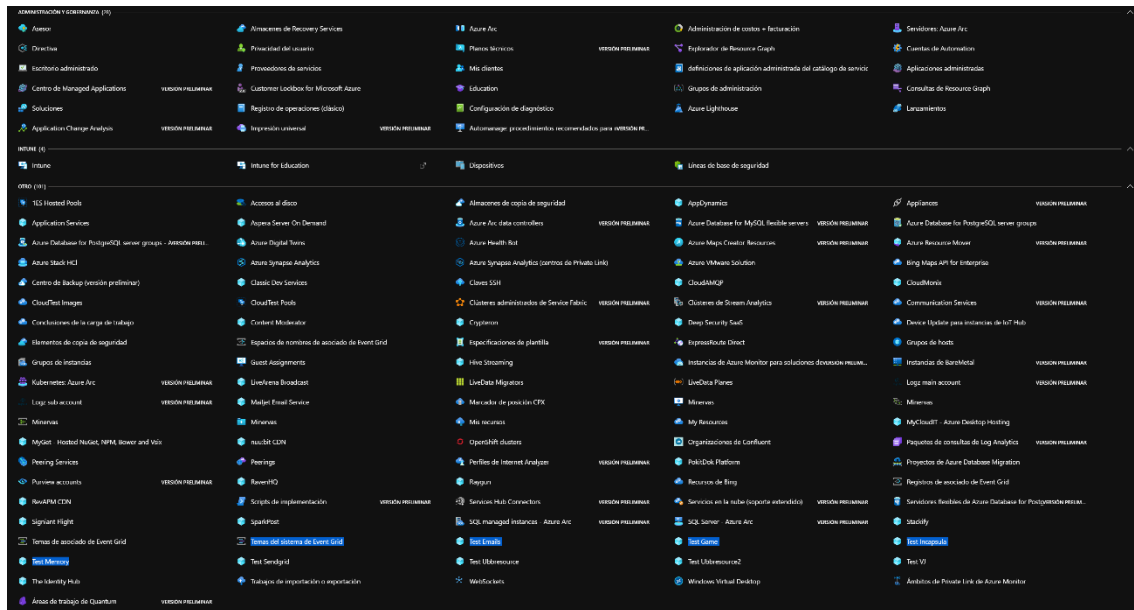 ADMINISTRACIÓN Y GOBERNANZA (29)
Asesor
Almacenes de Recovery Services
Azure Arc
Administración de costos + facturación
Servidores: Azure Arc
Directiva
Privacidad del usuario
Planos técnicos VERSIÓN PRELIMINAR
Explorador de Resource Graph
Cuentas de Automation
Escritorio administrado
Proveedores de servicios
Mis clientes
definiciones de aplicación administrada del catálogo de servicio
Aplicaciones administradas
Centro de Managed Applications VERSIÓN PRELIMINAR
Customer Lockbox for Microsoft Azure
Education
Grupos de administración
Consultas de Resource Graph
Soluciones
Registro de operaciones (clásico)
Configuración de diagnóstico
Azure Lighthouse
Lanzamientos
Application Change Analysis VERSIÓN PRELIMINAR
Impresión universal VERSIÓN PRELIMINAR
Automanage: procedimientos recomendados para VERSIÓN PR...
INTUNE (4)
Intune
Intune for Education
Dispositivos
Líneas de base de seguridad
OTRO (101)
1ES Hosted Pools
Accesos al disco
Almacenes de copia de seguridad
AppDynamics
Appliances VERSIÓN PRELIMINAR
Application Services
Aspera Server On Demand
Azure Arc data controllers VERSIÓN PRELIMINAR
Azure Database for MySQL flexible servers VERSIÓN PRELIMINAR
Azure Database for PostgreSQL server groups
Azure Database for PostgreSQL server groups - AVERSIÓN PRELI...
Azure Digital Twins
Azure Health Bot
Azure Maps Creator Resources VERSIÓN PRELIMINAR
Azure Resource Mover VERSIÓN PRELIMINAR
Azure Stack HCI
Azure Synapse Analytics
Azure Synapse Analytics (centros de Private Link)
Azure VMware Solution
Bing Maps API for Enterprise
Centro de Backup (versión preliminar)
Classic Dev Services
Claves SSH
CloudAMQP
CloudMonix
CloudTest Images
CloudTest Pools
Clústeres administrados de Service Fabric VERSIÓN PRELIMINAR
Clústeres de Stream Analytics VERSIÓN PRELIMINAR
Communication Services VERSIÓN PRELIMINAR
Conclusiones de la carga de trabajo
Content Moderator
Crypteron
Deep Security SaaS
Device Update para instancias de IoT Hub
Elementos de copia de seguridad
Espacios de nombres de asociado de Event Grid
Especificaciones de plantilla VERSIÓN PRELIMINAR
ExpressRoute Direct
Grupos de hosts
Grupos de instancias
Guest Assignments
Hive Streaming
Instancias de Azure Monitor para soluciones deVERSIÓN PRELIM...
Instancias de BareMetal VERSIÓN PRELIMINAR
Kubernetes: Azure Arc VERSIÓN PRELIMINAR
LiveArena Broadcast
LiveData Migrators
LiveData Planes
Logz main account VERSIÓN PRELIMINAR
Logz sub account VERSIÓN PRELIMINAR
Mailjet Email Service
Marcador de posición CPX
Minervas
Minervas
Minervas
Minervas
Mis recursos
My Resources
MyCloudIT - Azure Desktop Hosting
MyGet - Hosted NuGet, NPM, Bower and Vsix
nuubit CDN
OpenShift clusters
Organizaciones de Confluent
Paquetes de consultas de Log Analytics VERSIÓN PRELIMINAR
Peering Services
Peerings
Perfiles de Internet Analyzer VERSIÓN PRELIMINAR
PokitDok Platform
Proyectos de Azure Database Migration
Purview accounts VERSIÓN PRELIMINAR
RavenHQ
Raygun
Recursos de Bing
Registros de asociado de Event Grid
RevAPM CDN
Scripts de implementación VERSIÓN PRELIMINAR
Services Hub Connectors VERSIÓN PRELIMINAR
Servicios en la nube (soporte extendido) VERSIÓN PRELIMINAR
Servidores flexibles de Azure Database for PostgVERSIÓN PRELIM...
Signiant Flight
SparkPost
SQL managed instances - Azure Arc VERSIÓN PRELIMINAR
SQL Server - Azure Arc VERSIÓN PRELIMINAR
Stackify
Temas de asociado de Event Grid
Temas del sistema de Event Grid
Test Emails
Test Game
Test Incapsula
Test Memory
Test Sendgrid
Test Ubbresource
Test Ubbresource2
Test VJ
The Identity Hub
Trabajos de importación o exportación
WebSockets
Windows Virtual Desktop
Ámbitos de Private Link de Azure Monitor
Áreas de trabajo de Quantum VERSIÓN PRELIMINAR